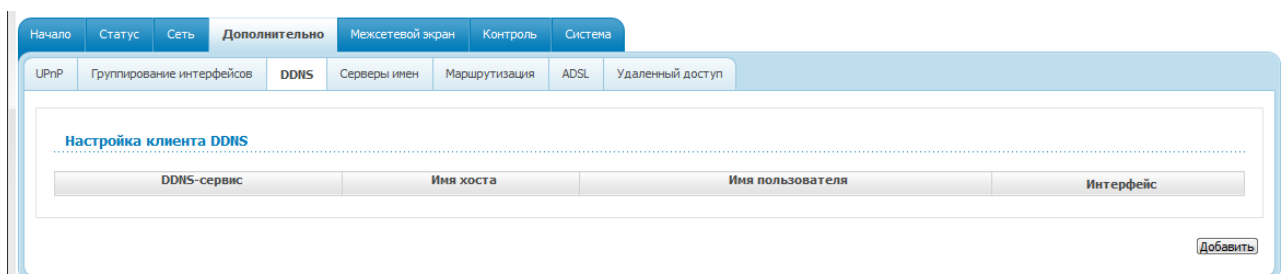 Начало Статус Сеть Дополнительно Межсетевой экран Контроль Система
UPnP Группирование интерфейсов DDNS Серверы имен Маршрутизация ADSL Удаленный доступ
Настройка клиента DDNS
DDNS-сервис Имя хоста Имя пользователя Интерфейс
Добавить